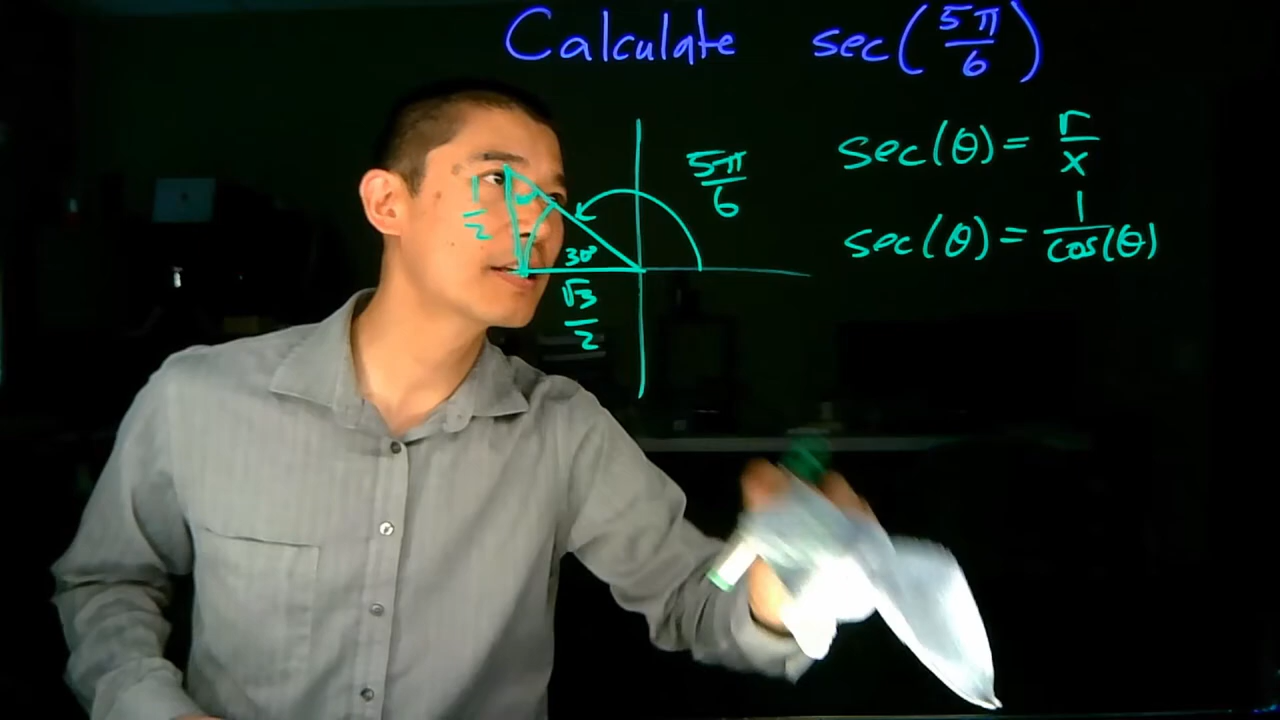 Calculate sec(5π/6)
sec(θ) = r/x
sec(θ) = 1/cos(θ)
5π/6
1/2
30°
√3/2